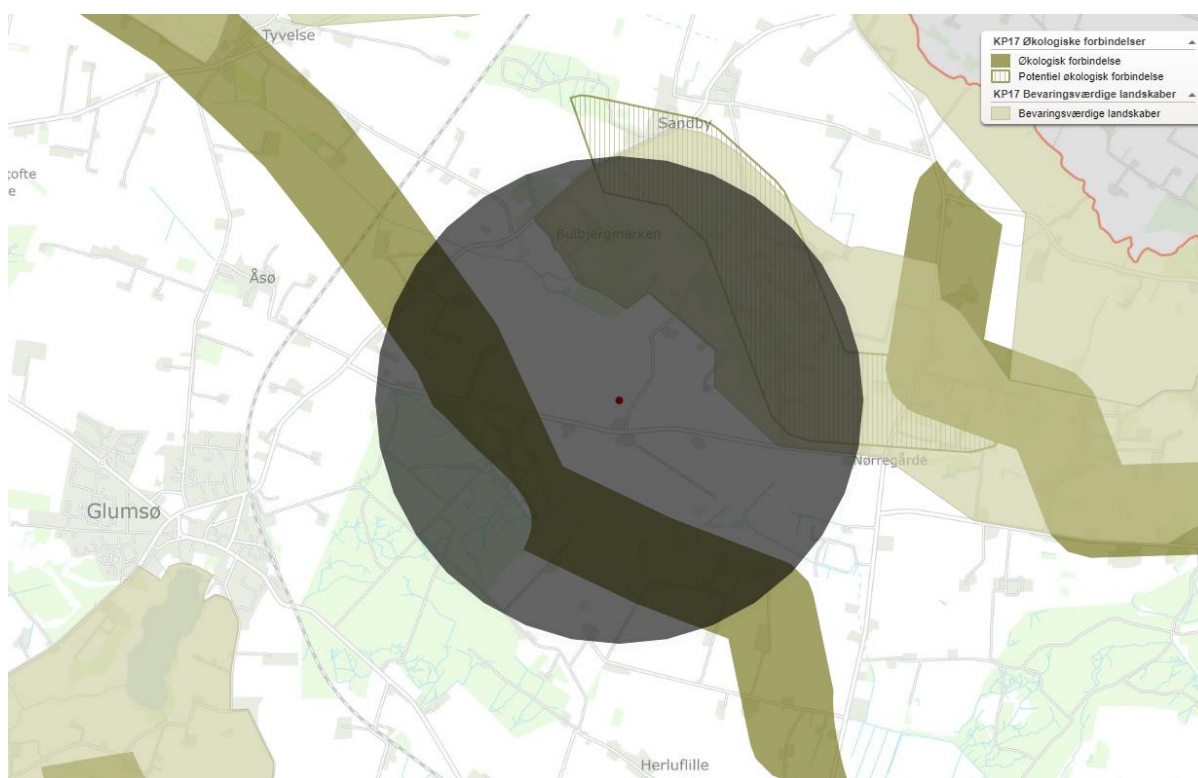 Tyvelse
KP17 Økologiske forbindelser
Økologisk forbindelse
Potentiel økologisk forbindelse
KP17 Bevaringsværdige landskaber
Bevaringsværdige landskaber
Sandby
tofte
e
Bulbjergmarken
Åsø
Nørregårde
Glumsø
Herluflille